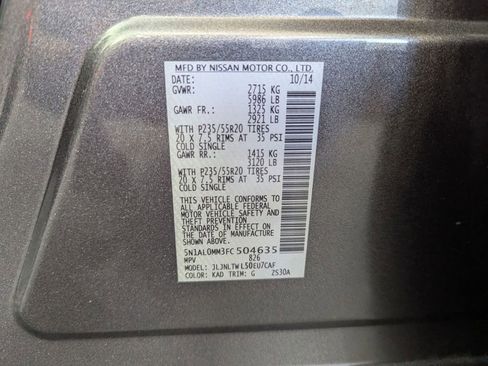 MFD BY NISSAN MOTOR CO., LTD.
DATE: 10/14
GVWR: 2715 KG
5986 LB
GAWR FR.: 1325 KG
2921 LB
WITH P235/55R20 TIRES
20 X 7.5 RIMS AT 35 PSI
COLD SINGLE
GAWR RR.: 1415 KG
3120 LB
WITH P235/55R20 TIRES
20 X 7.5 RIMS AT 35 PSI
COLD SINGLE
THIS VEHICLE CONFORMS TO
ALL APPLICABLE FEDERAL
MOTOR VEHICLE SAFETY AND
THEFT PREVENTION
STANDARDS IN EFFECT ON
THE DATE OF MANUFACTURE
SHOWN ABOVE.
5N1AL0MM3FC504635
MPV 826
MODEL: JLJNLTWL50EU7CAF
COLOR: KAD TRIM: G 2S30A